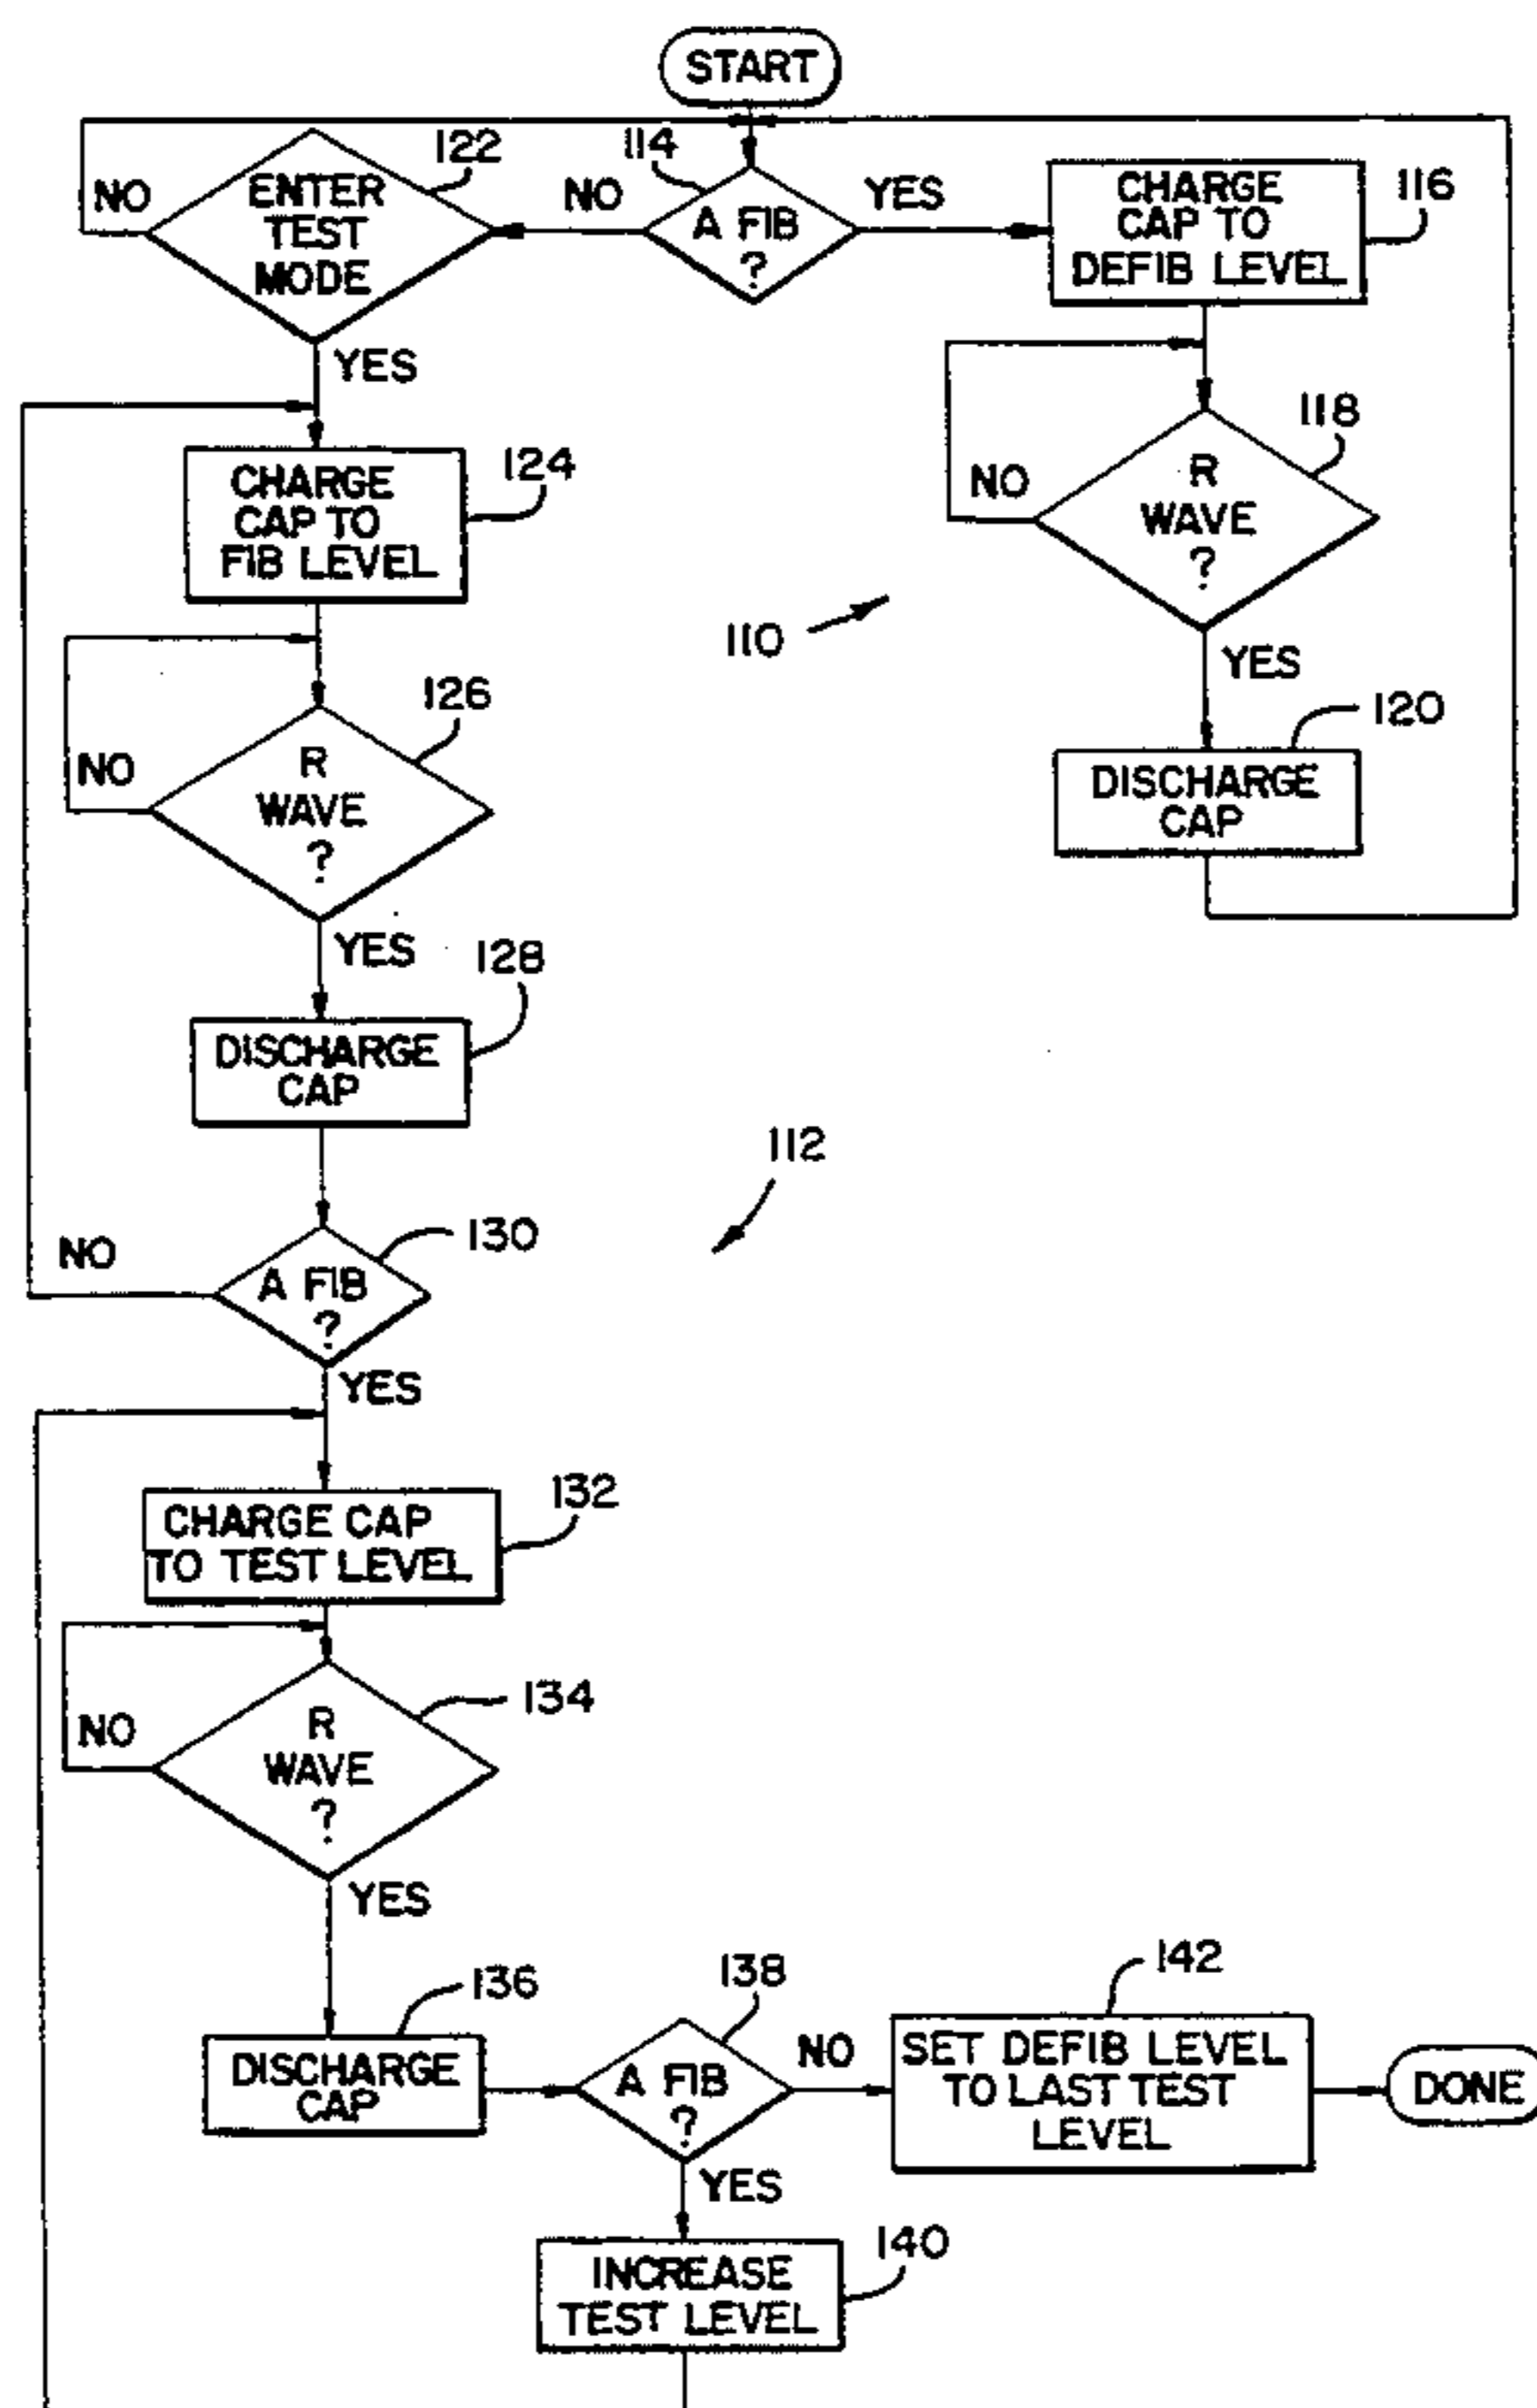 START
122
114
NO
ENTER
TEST
MODE
NO
A FIB
?
YES
CHARGE
CAP TO
DEFIB LEVEL
116
YES
118
NO
R
WAVE
?
CHARGE
CAP TO
FIB LEVEL
124
110
YES
120
DISCHARGE
CAP
126
NO
R
WAVE
?
YES
128
DISCHARGE
CAP
112
130
NO
A FIB
?
YES
132
CHARGE CAP
TO TEST LEVEL
134
NO
R
WAVE
?
YES
136
DISCHARGE
CAP
138
A FIB
?
NO
142
SET DEFIB LEVEL
TO LAST TEST
LEVEL
DONE
YES
140
INCREASE
TEST LEVEL